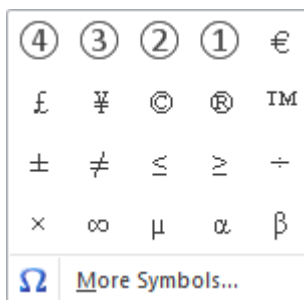 ④ ③ ② ① €
£ ¥ © ® ™
± ≠ ≤ ≥ ÷
× ∞ µ α β
Ω More Symbols...